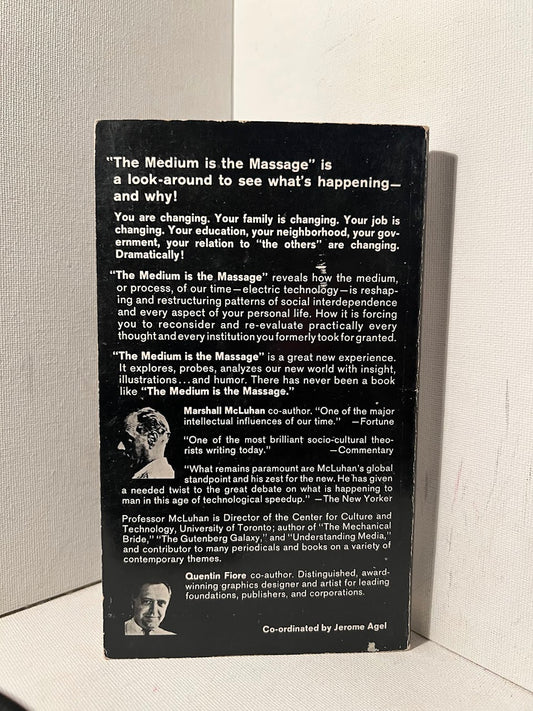 "The Medium is the Massage" is
a look-around to see what's happening—
and why!
You are changing. Your family is changing. Your job is
changing. Your education, your neighborhood, your gov-
ernment, your relation to "the others" are changing.
Dramatically!
"The Medium is the Massage" reveals how the medium,
or process, of our time—electric technology—is reshap-
ing and restructuring patterns of social interdependence
and every aspect of your personal life. How it is forcing
you to reconsider and re-evaluate practically every
thought and every institution you formerly took for granted.
"The Medium is the Massage" is a great new experience.
It explores, probes, analyzes our new world with insight,
illustrations...and humor. There has never been a book
like "The Medium is the Massage."
Marshall McLuhan co-author. "One of the major
intellectual influences of our time." —Fortune
"One of the most brilliant socio-cultural theo-
rists writing today." —Commentary
"What remains paramount are McLuhan's global
standpoint and his zest for the new. He has given
a needed twist to the great debate on what is happening to
man in this age of technological speedup." —The New Yorker
Professor McLuhan is Director of the Center for Culture and
Technology, University of Toronto; author of "The Mechanical
Bride," "The Gutenberg Galaxy," and "Understanding Media,"
and contributor to many periodicals and books on a variety of
contemporary themes.
Quentin Fiore co-author. Distinguished, award-
winning graphics designer and artist for leading
foundations, publishers, and corporations.
Co-ordinated by Jerome Agel